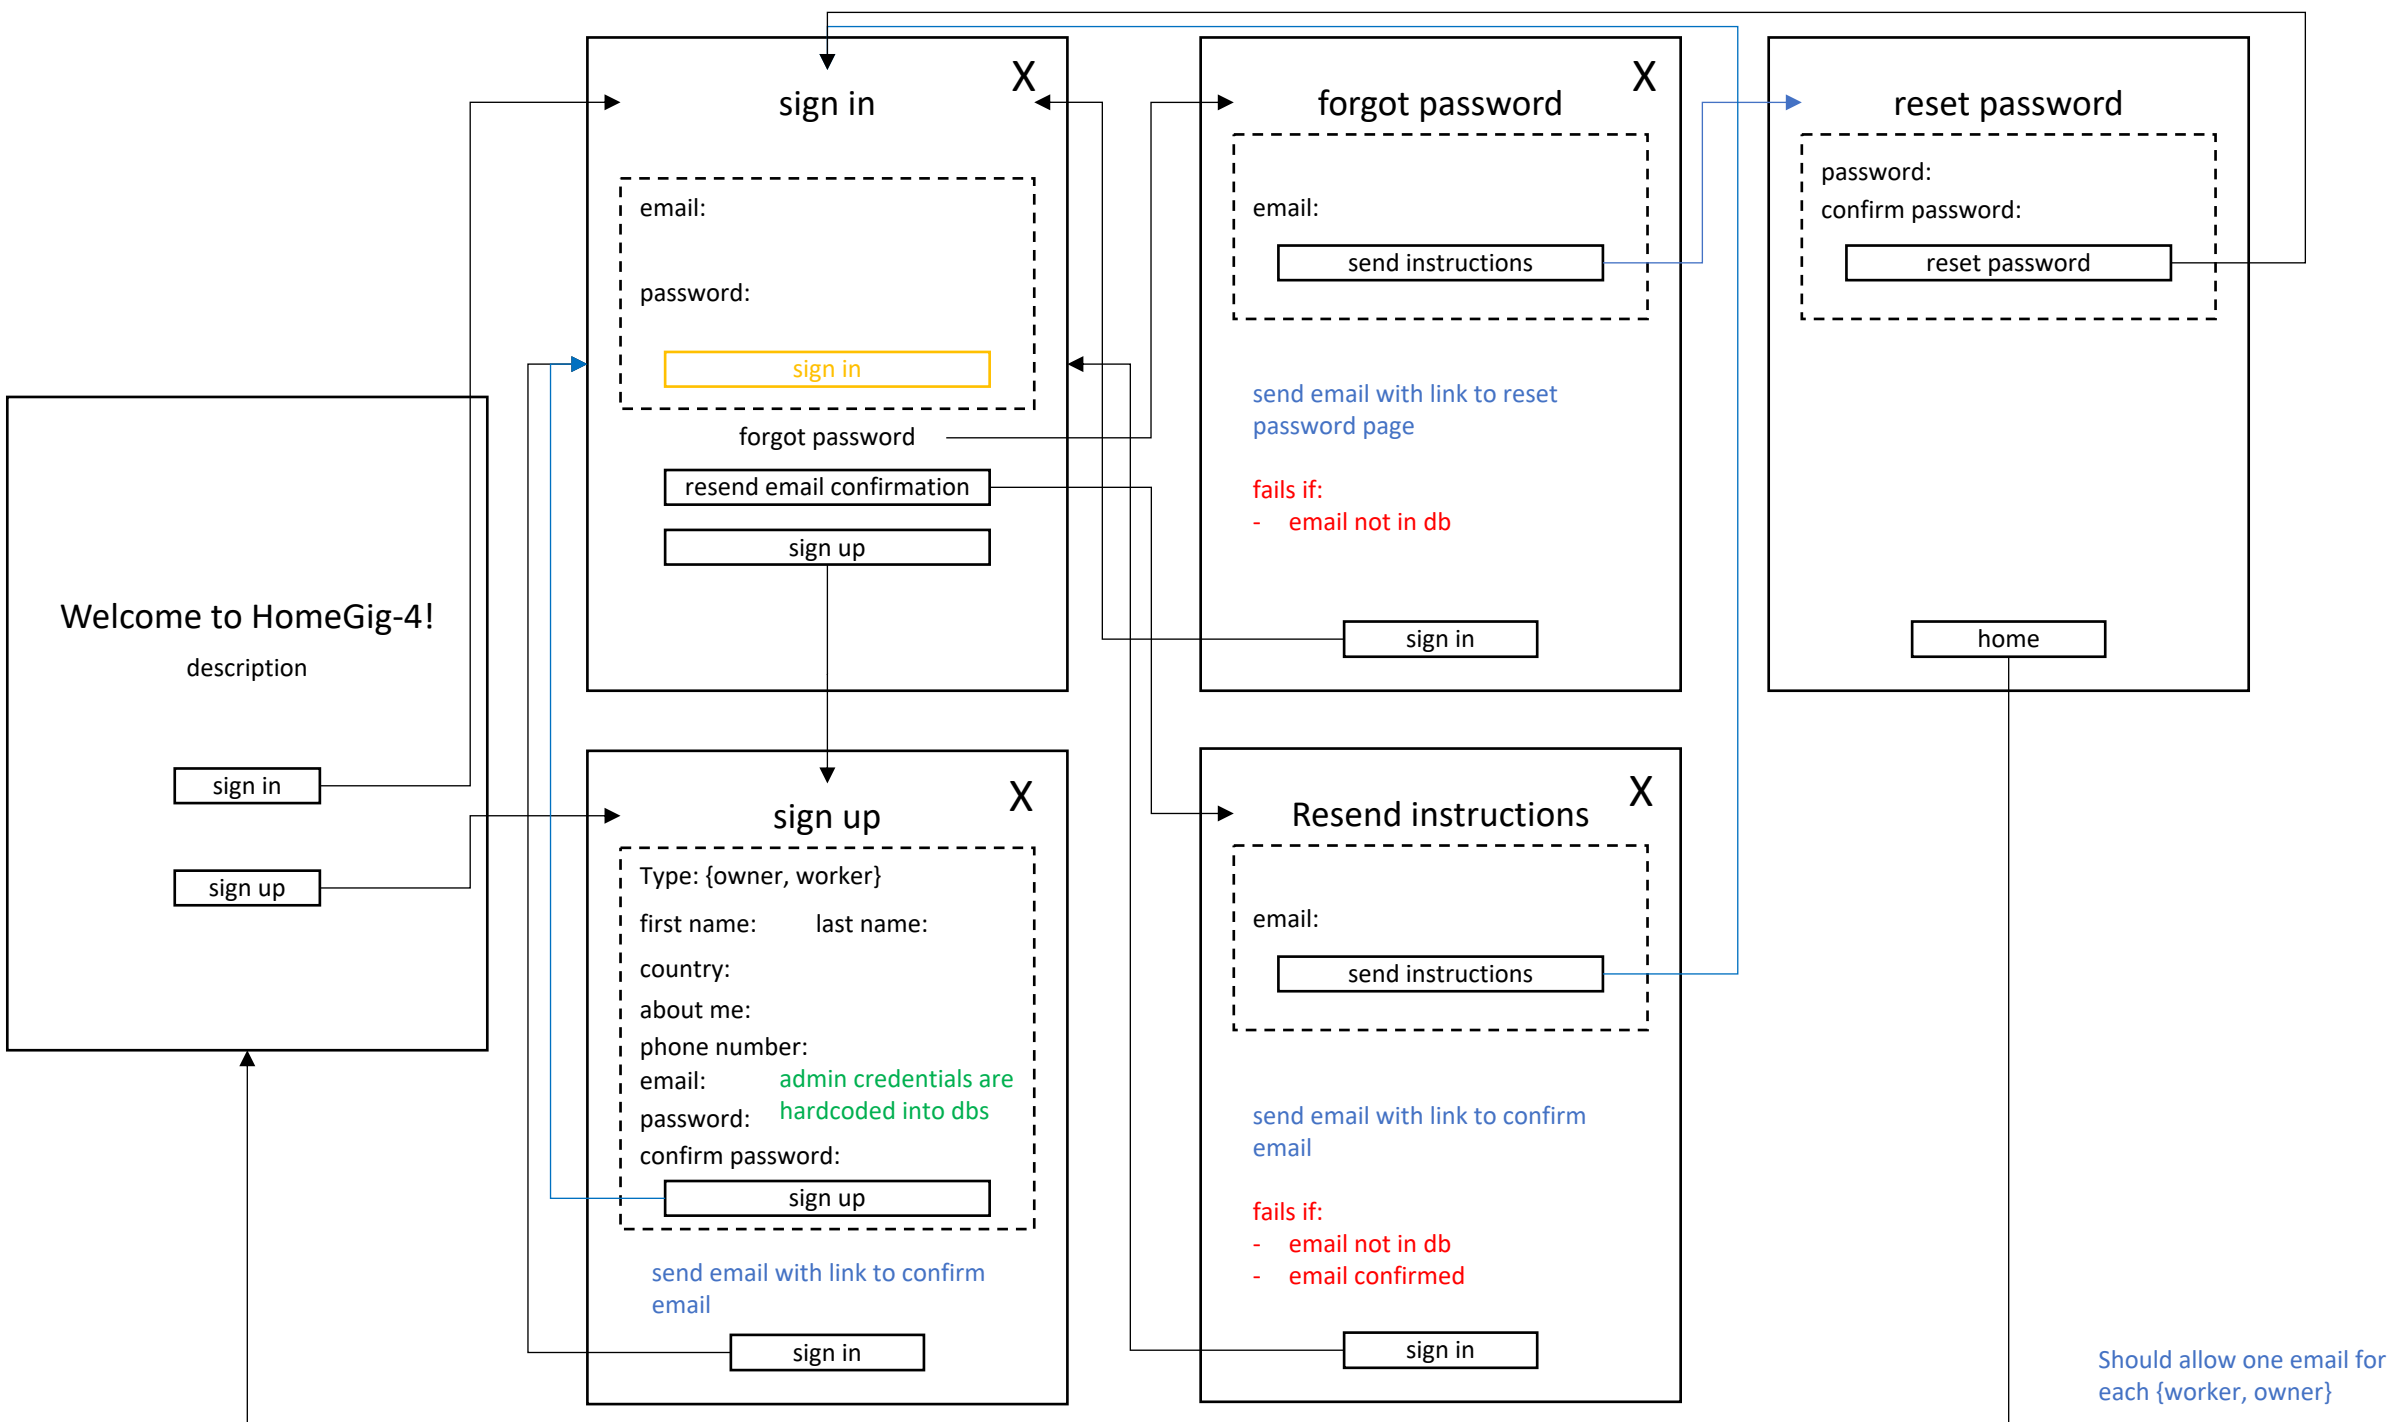 Welcome to HomeGig-4!
description
sign in
sign up
X
sign in
email:
password:
sign in
forgot password
resend email confirmation
sign up
X
forgot password
email:
send instructions
send email with link to reset
password page
fails if:
- email not in db
sign in
reset password
password:
confirm password:
reset password
home
X
sign up
Type: {owner, worker}
first name: last name:
country:
about me:
phone number:
email:
password:
admin credentials are
hardcoded into dbs
confirm password:
sign up
send email with link to confirm
email
sign in
X
Resend instructions
email:
send instructions
send email with link to confirm
email
fails if:
- email not in db
- email confirmed
sign in
Should allow one email for
each {worker, owner}